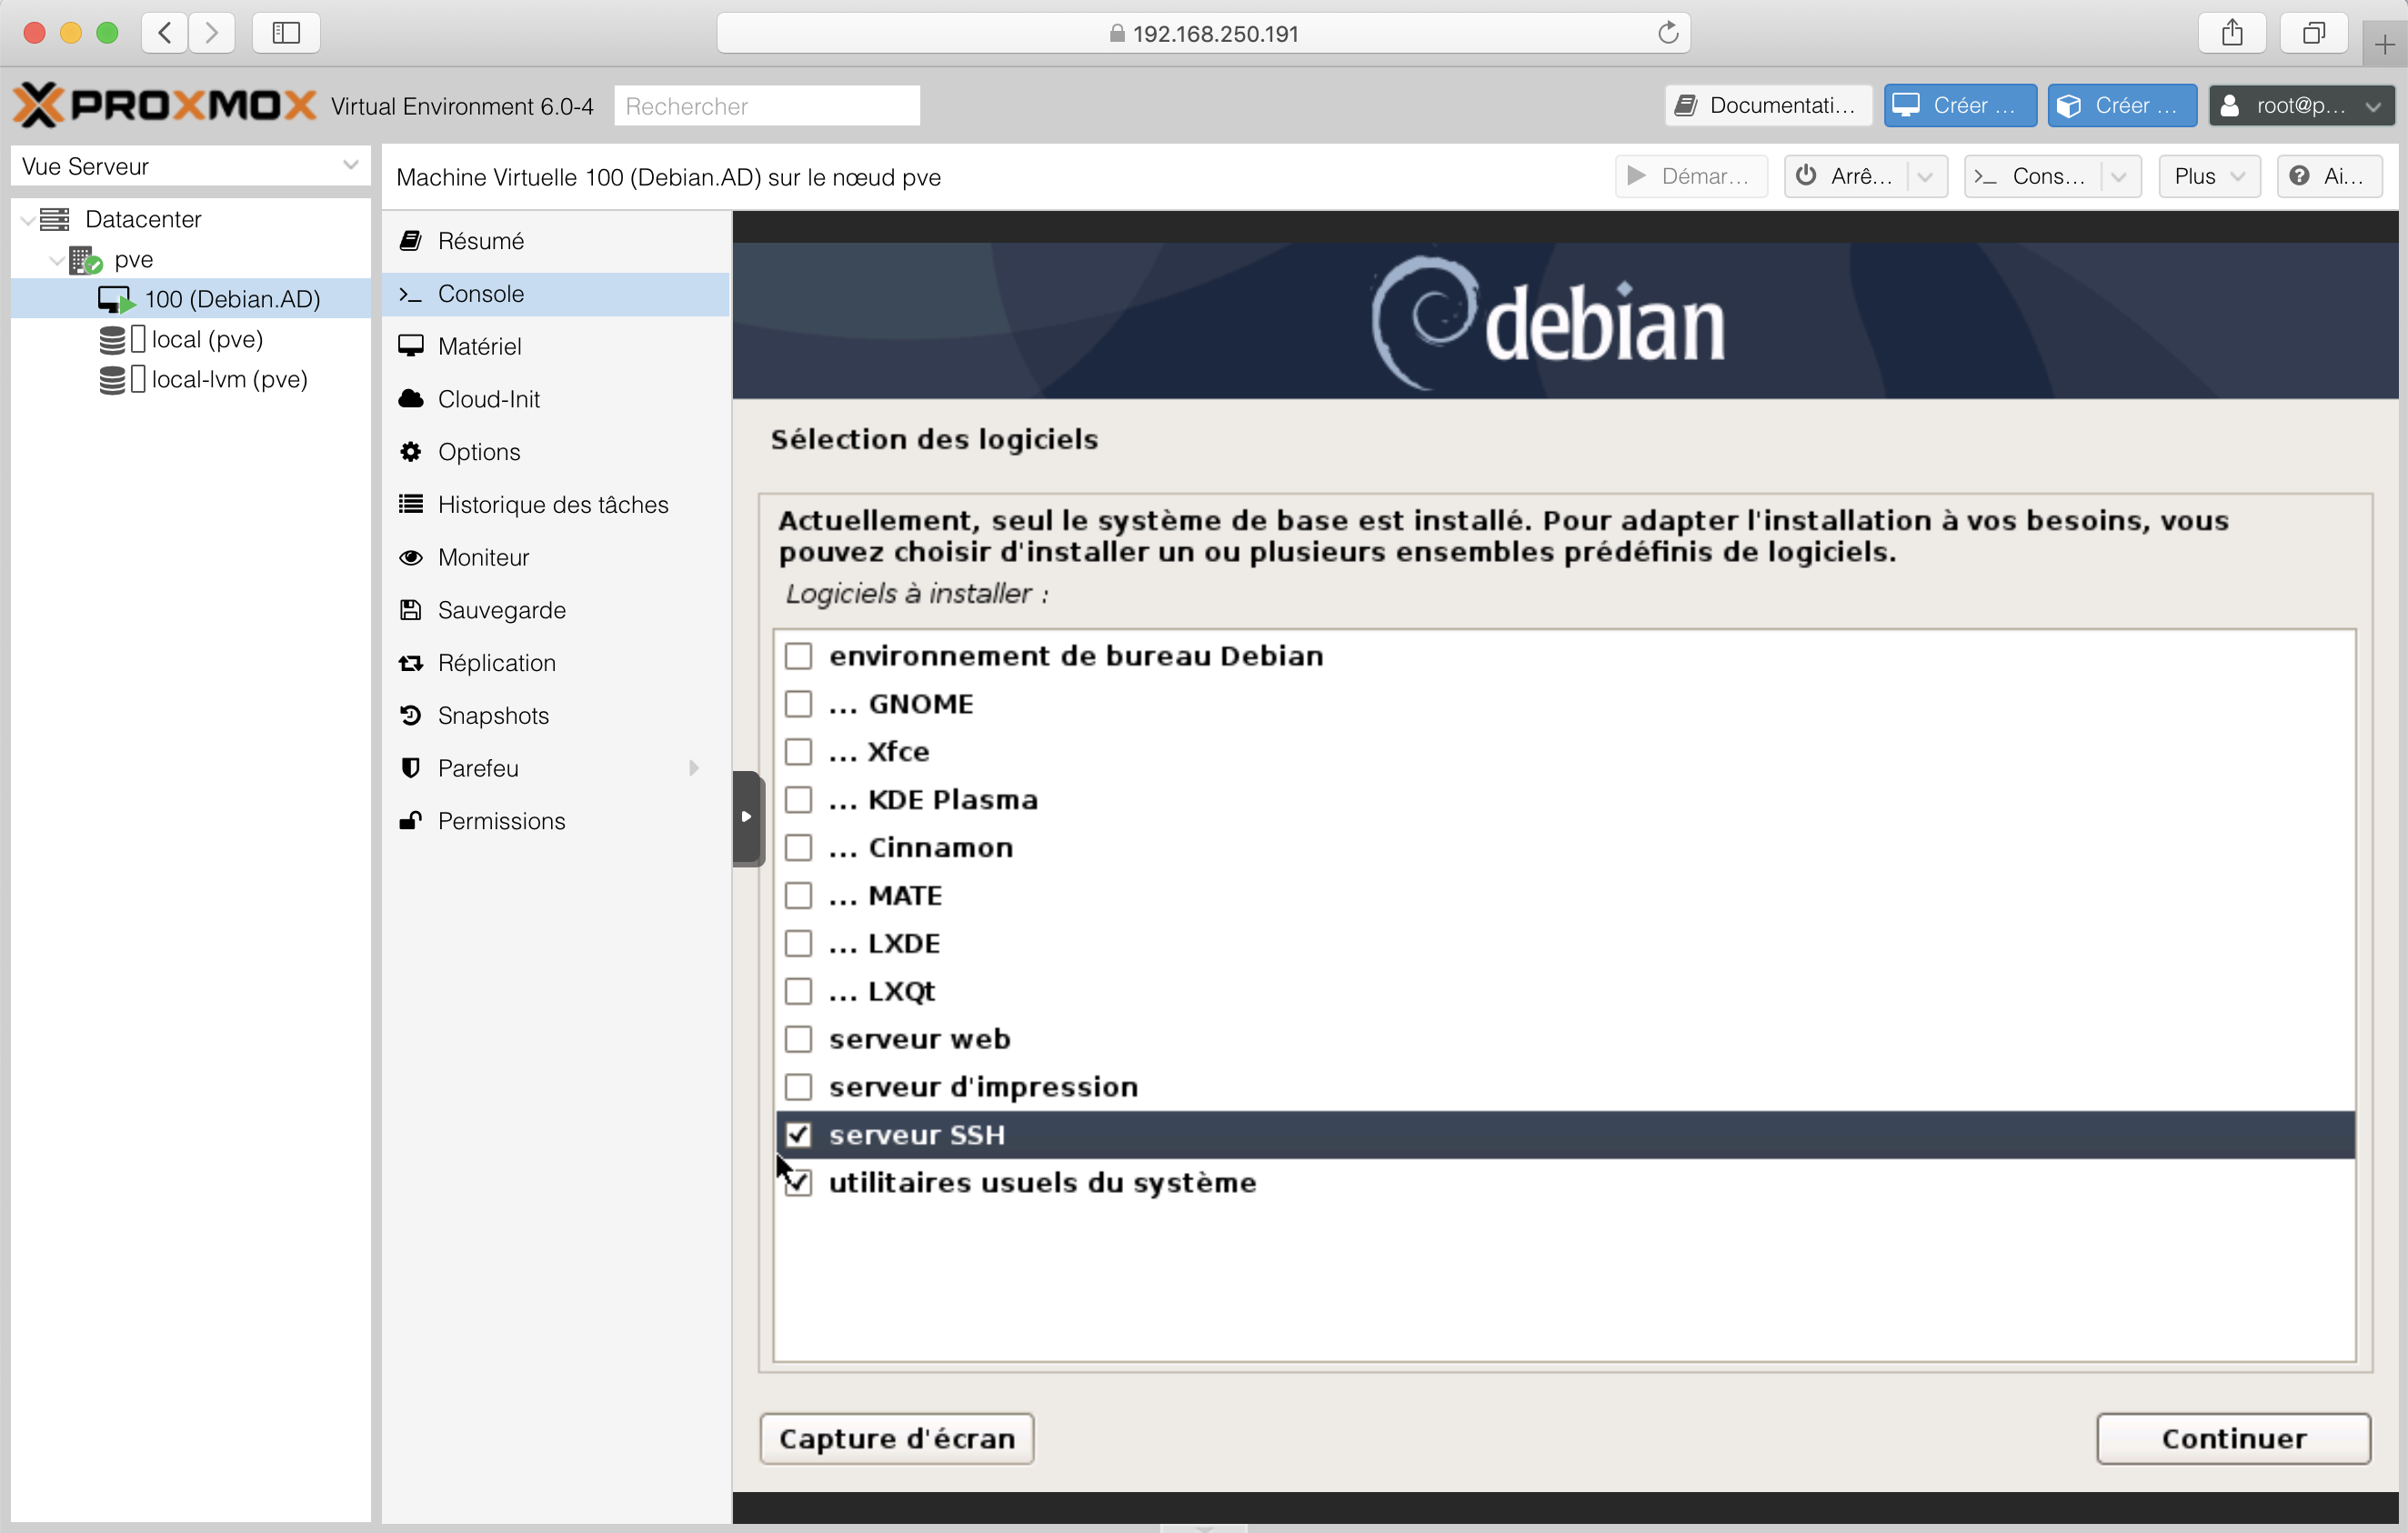 192.168.250.191
PROXMOX Virtual Environment 6.0-4 Rechercher Documentati... Créer ... Créer ... root@p...
Vue Serveur
Machine Virtuelle 100 (Debian.AD) sur le nœud pve Démar... Arrê... Cons... Plus Ai...
Datacenter
pve
100 (Debian.AD)
local (pve)
local-lvm (pve)
Résumé
Console
Matériel
Cloud-Init
Options
Historique des tâches
Moniteur
Sauvegarde
Réplication
Snapshots
Parefeu
Permissions
debian
Sélection des logiciels
Actuellement, seul le système de base est installé. Pour adapter l'installation à vos besoins, vous
pouvez choisir d'installer un ou plusieurs ensembles prédéfinis de logiciels.
Logiciels à installer :
environnement de bureau Debian
... GNOME
... Xfce
... KDE Plasma
... Cinnamon
... MATE
... LXDE
... LXQt
serveur web
serveur d'impression
serveur SSH
utilitaires usuels du système
Capture d'écran Continuer